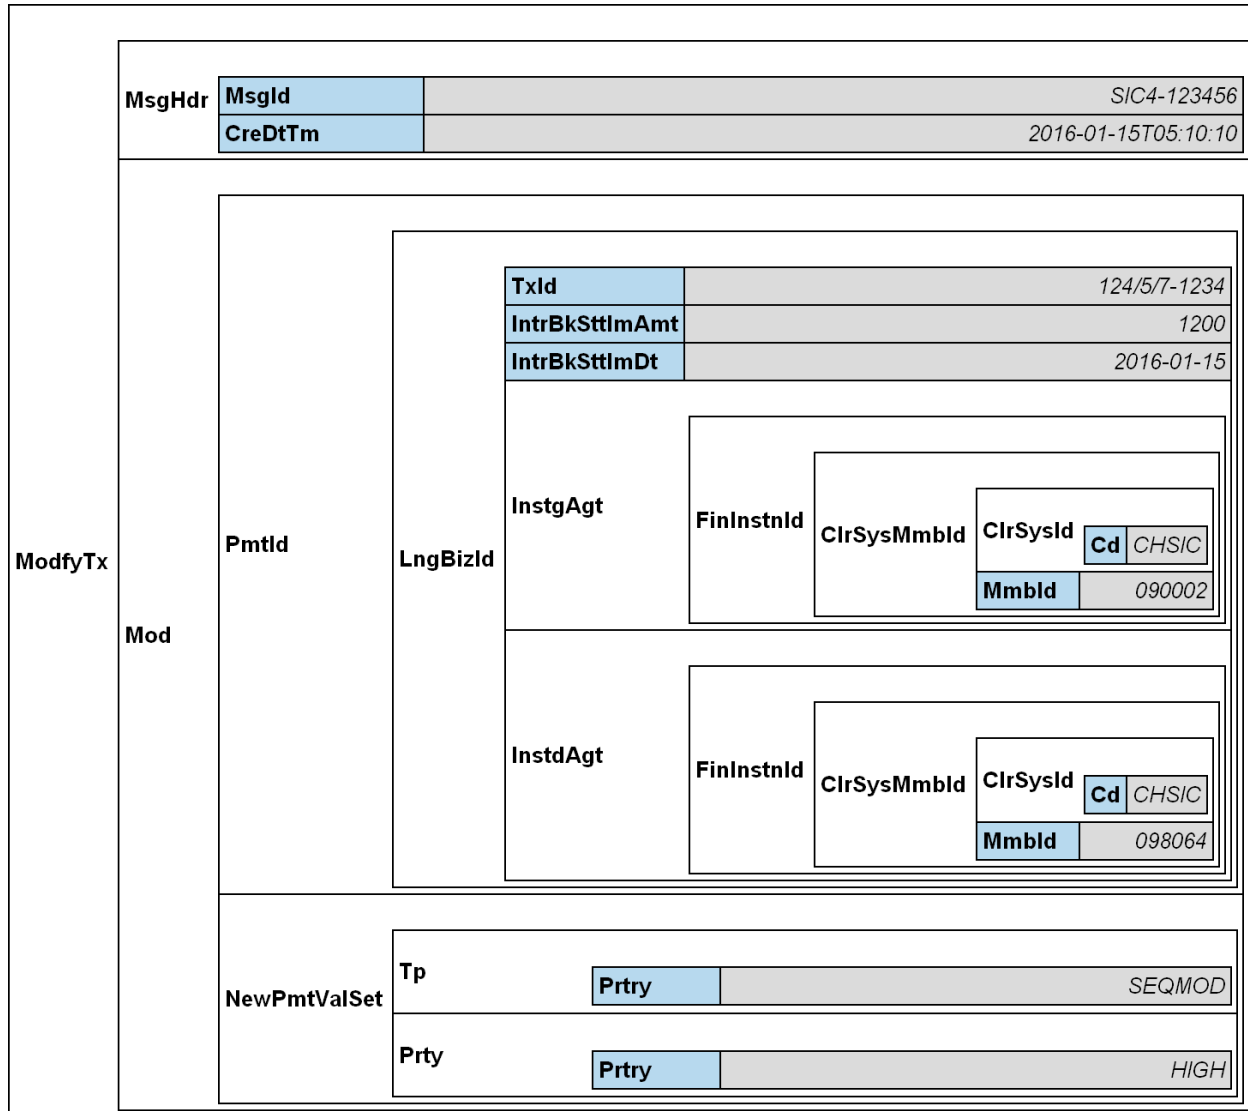 ModfyTx
MsgHdr
MsgId SIC4-123456
CreDtTm 2016-01-15T05:10:10
Mod
PmtId
LngBizId
TxId 124/5/7-1234
IntrBkSttlmAmt 1200
IntrBkSttlmDt 2016-01-15
InstgAgt
FinInstnId
ClrSysMmbId
ClrSysId
Cd CHSIC
MmbId 090002
InstdAgt
FinInstnId
ClrSysMmbId
ClrSysId
Cd CHSIC
MmbId 098064
NewPmtValSet
Tp
Prtry SEQMOD
Prty
Prtry HIGH